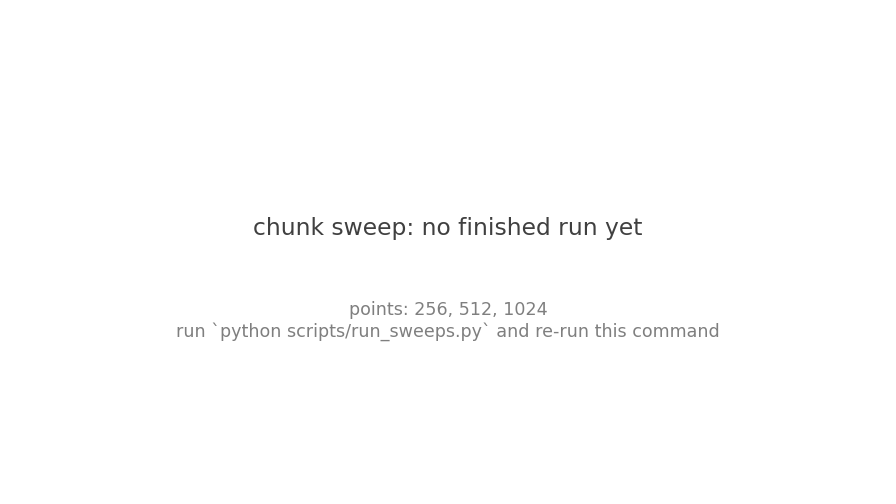 chunk sweep: no finished run yet
points: 256, 512, 1024
run `python scripts/run_sweeps.py` and re-run this command